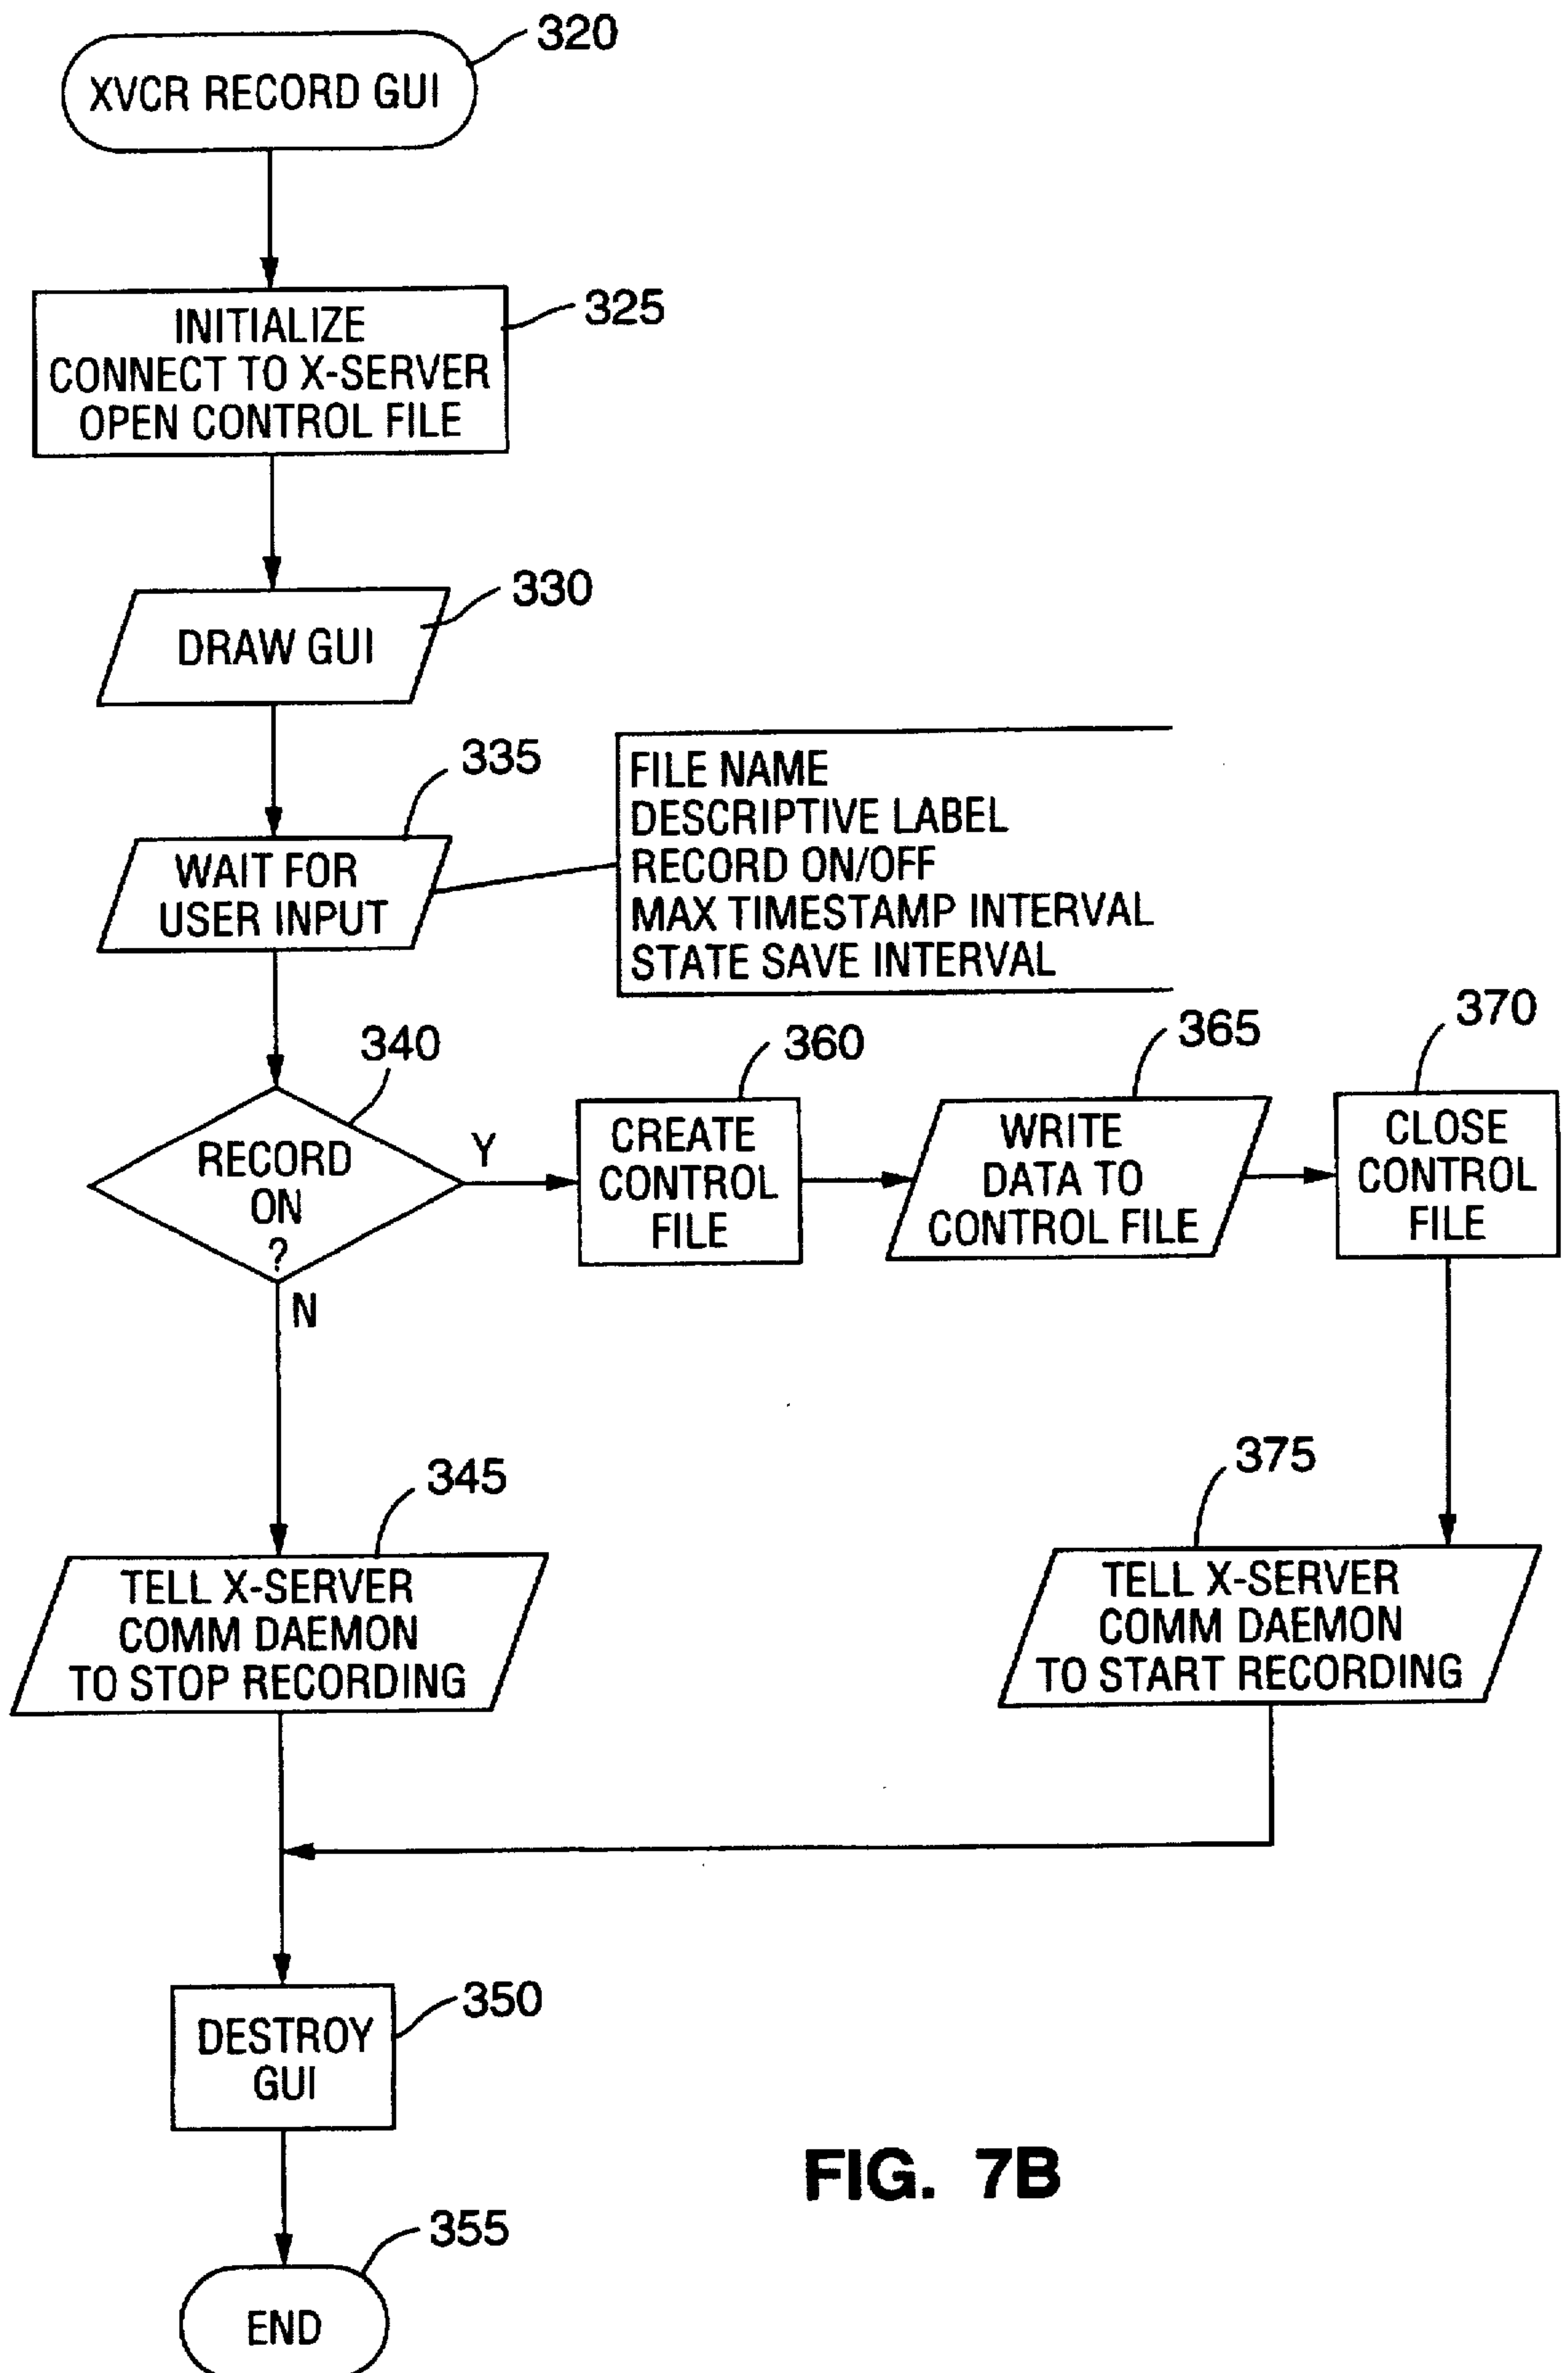 320
XVCR RECORD GUI
325
INITIALIZE
CONNECT TO X-SERVER
OPEN CONTROL FILE
330
DRAW GUI
335
WAIT FOR
USER INPUT
FILE NAME
DESCRIPTIVE LABEL
RECORD ON/OFF
MAX TIMESTAMP INTERVAL
STATE SAVE INTERVAL
340
RECORD
ON
?
Y
N
360
CREATE
CONTROL
FILE
365
WRITE
DATA TO
CONTROL FILE
370
CLOSE
CONTROL
FILE
345
TELL X-SERVER
COMM DAEMON
TO STOP RECORDING
375
TELL X-SERVER
COMM DAEMON
TO START RECORDING
350
DESTROY
GUI
355
END
FIG. 7B